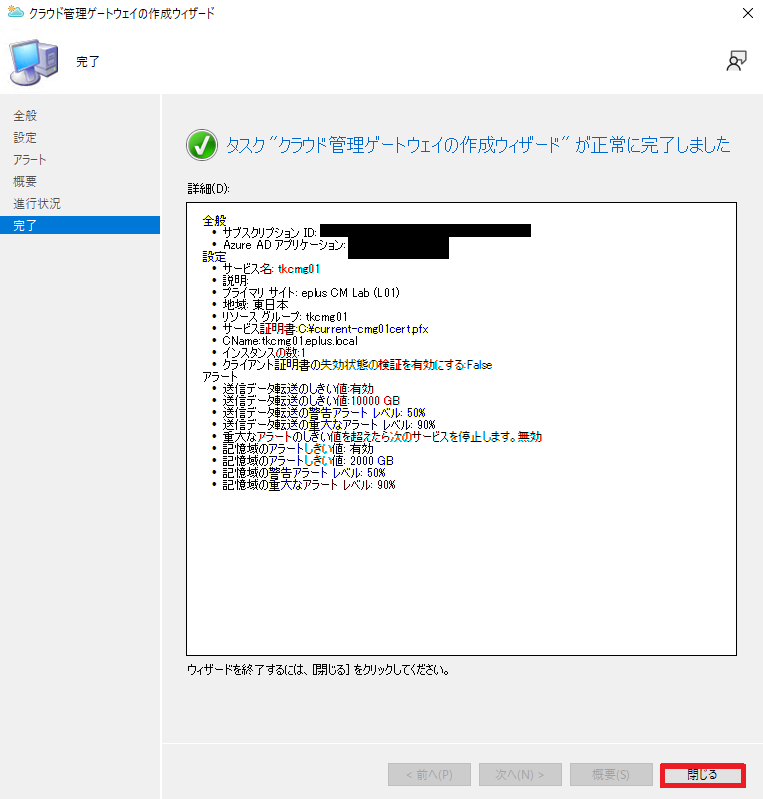 クラウド管理ゲートウェイの作成ウィザード
完了
全般
設定
アラート
概要
進行状況
完了
タスク "クラウド管理ゲートウェイの作成ウィザード" が正常に完了しました
詳細(D):
全般
• サブスクリプション ID:
• Azure AD アプリケーション:
設定
• サービス名: tkcmg01
• 説明:
• プライマリ サイト: eplus CM Lab (L01)
• 地域: 東日本
• リソース グループ: tkcmg01
• サービス証明書:C:¥current-cmg01cert.pfx
• CName:tkcmg01.eplus.local
• インスタンスの数:1
• クライアント証明書の失効状態の検証を有効にする:False
アラート
• 送信データ転送のしきい値:有効
• 送信データ転送のしきい値:10000 GB
• 送信データ転送の警告アラート レベル: 50%
• 送信データ転送の重大なアラート レベル: 90%
• 重大なアラートのしきい値を超えたら次のサービスを停止します。無効
• 記憶域のアラートしきい値: 有効
• 記憶域のアラートしきい値: 2000 GB
• 記憶域の警告アラート レベル: 50%
• 記憶域の重大なアラート レベル: 90%
ウィザードを終了するには、[閉じる] をクリックしてください。
< 前へ(P)
次へ(N) >
概要(S)
閉じる